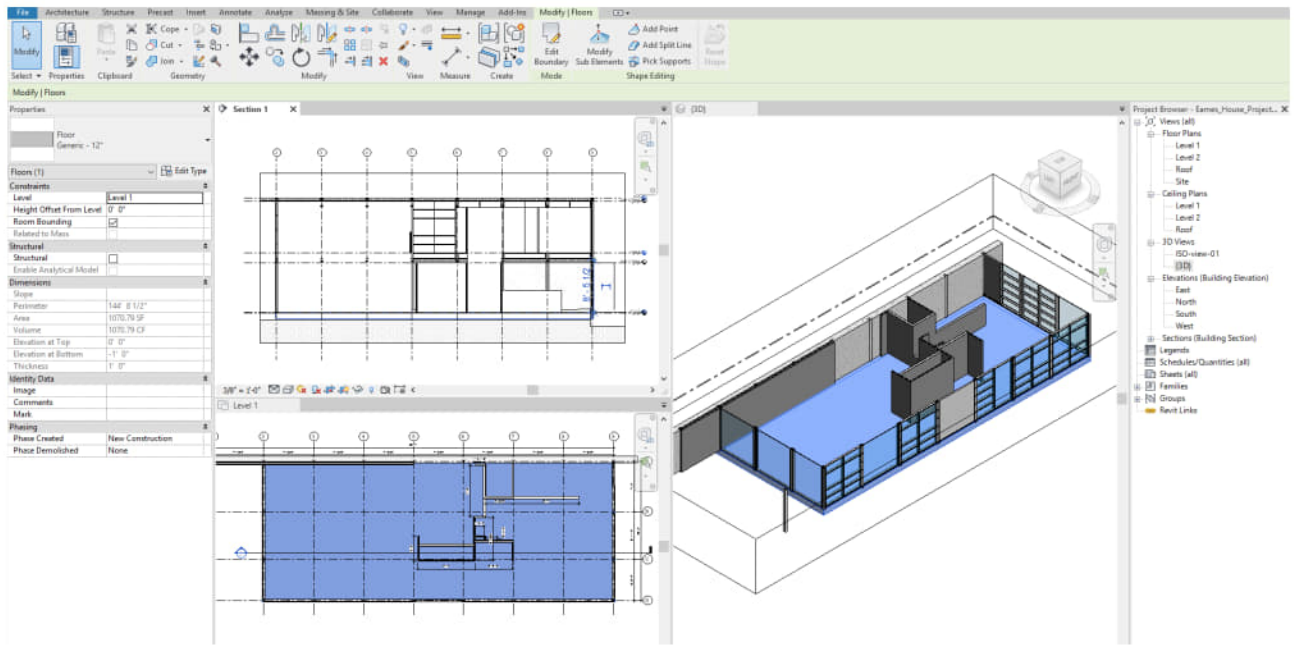 File Architecture Structure Precast Insert Annotate Analyze Massing & Site Collaborate View Manage Add-Ins Modify | Floors
Modify
Paste
Cope
Cut
Join
Edit Boundary
Modify Sub Elements
Add Point
Add Split Line
Pick Supports
Reset Shape
Select Properties Clipboard Geometry Modify View Measure Create Mode Shape Editing
Modify | Floors
Properties
Floor
Generic - 12"
Floors (1) Edit Type
Constraints
Level Level 1
Height Offset From Level 0' 0"
Room Bounding
Related to Mass
Structural
Structural
Enable Analytical Model
Dimensions
Slope
Perimeter 144' 8 1/2"
Area 1070.79 SF
Volume 1070.79 CF
Elevation at Top 0' 0"
Elevation at Bottom -1' 0"
Thickness 1' 0"
Identity Data
Image
Comments
Mark
Phasing
Phase Created New Construction
Phase Demolished None
Section 1
8' - 5 1/2
3/8" = 1'-0"
Level 1
{3D}
Project Browser - Eames_House_Project...
Views (all)
Floor Plans
Level 1
Level 2
Roof
Site
Ceiling Plans
Level 1
Level 2
Roof
3D Views
ISO-view-01
{3D}
Elevations (Building Elevation)
East
North
South
West
Sections (Building Section)
Legends
Schedules/Quantities (all)
Sheets (all)
Families
Groups
Revit Links